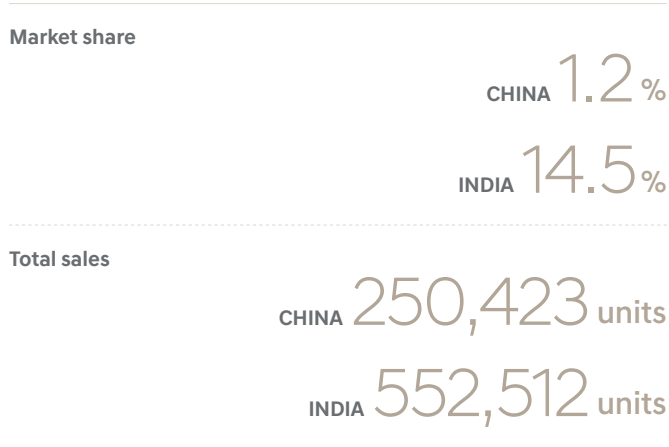 Market share
CHINA 1.2 %
INDIA 14.5 %
Total sales
CHINA 250,423 units
INDIA 552,512 units